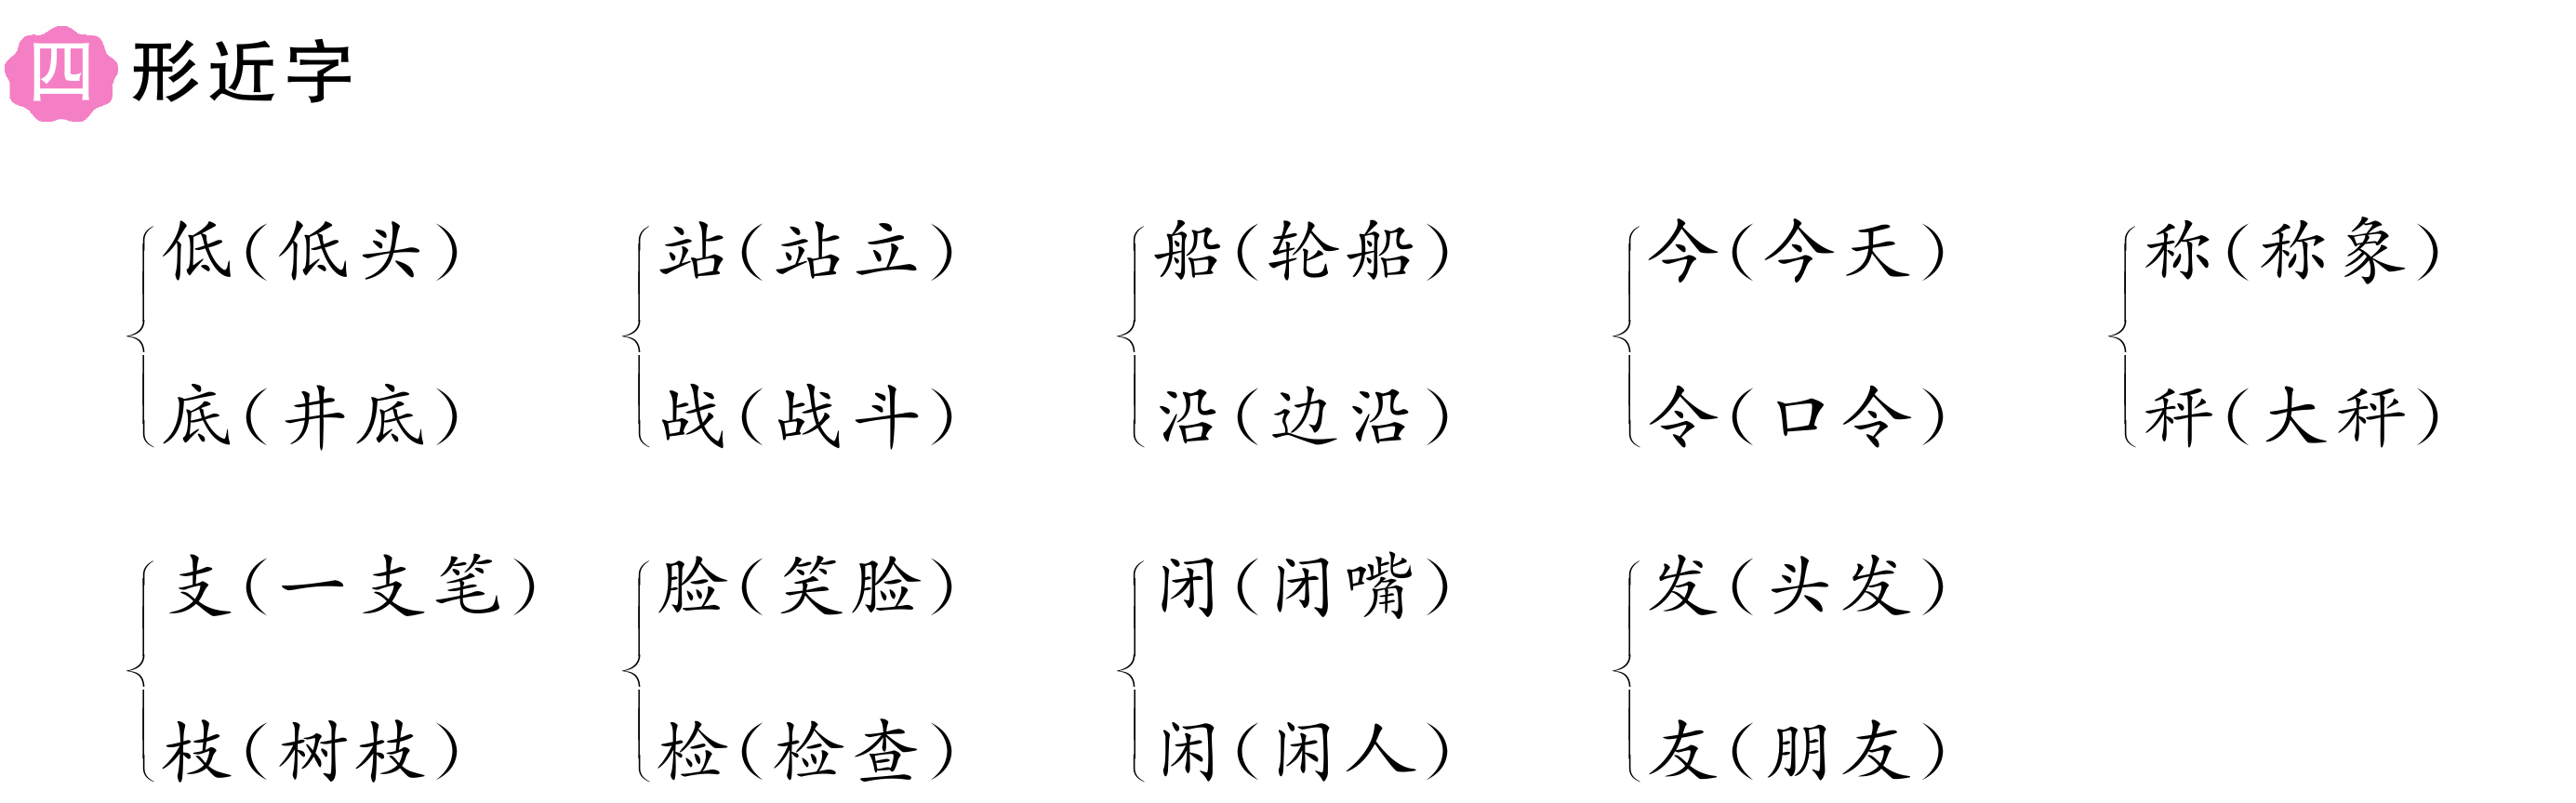 四 形近字
低(低头) 站(站立) 船(轮船) 今(今天) 称(称象)
底(井底) 战(战斗) 沿(边沿) 令(口令) 秤(大秤)
支(一支笔) 脸(笑脸) 闭(闭嘴) 发(头发)
枝(树枝) 检(检查) 闲(闲人) 友(朋友)